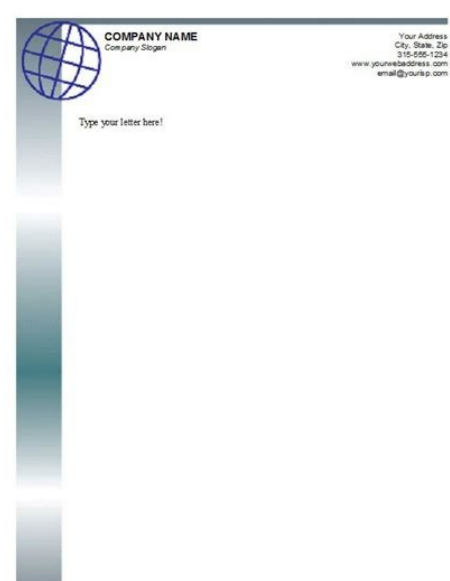 COMPANY NAME
Company Slogan
Your Address
City, State, Zip
315-555-1234
www.yourwebaddress.com
email@yourisp.com
Type your letter here!